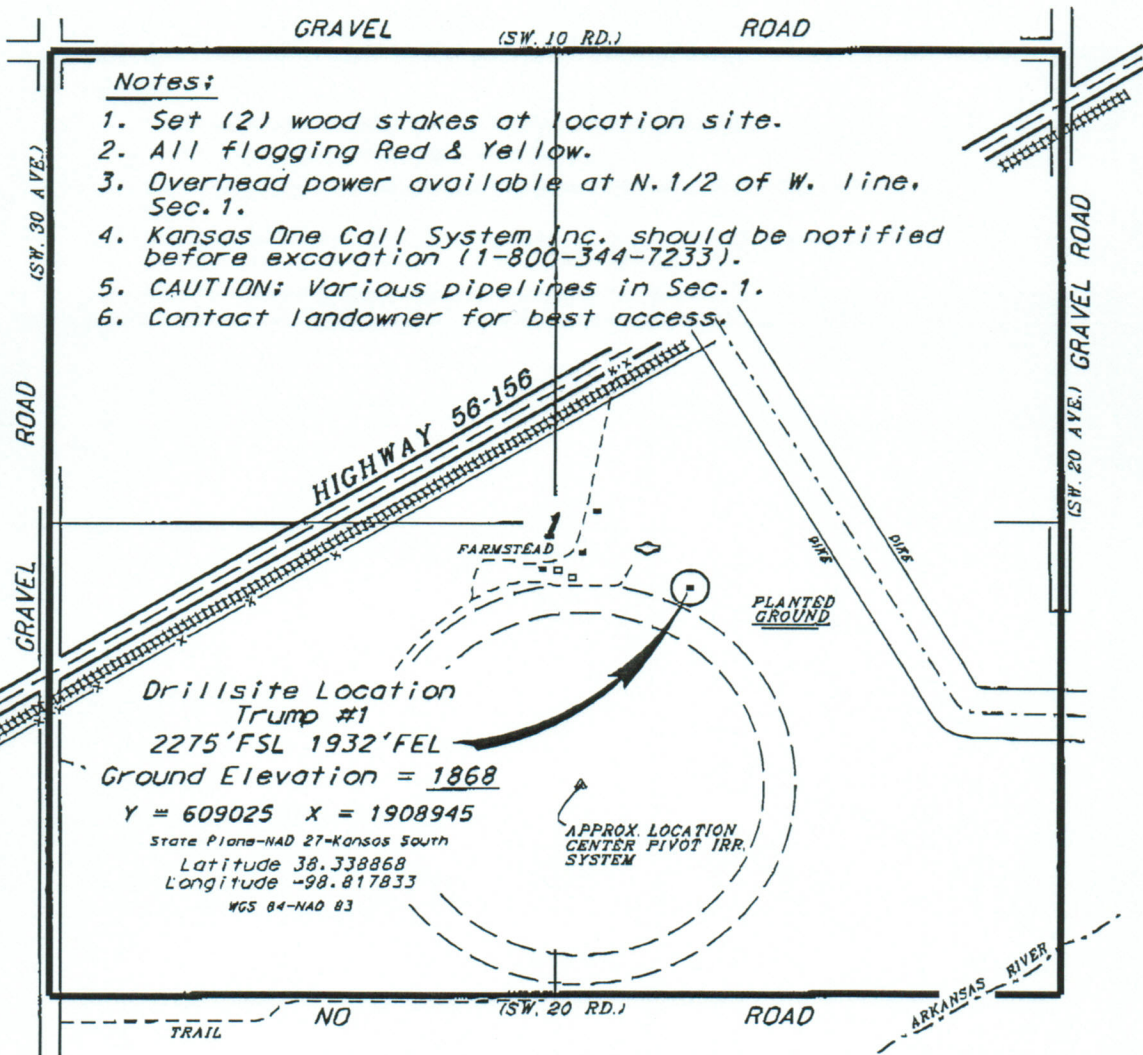 GRAVEL (SW. 10 RD.) ROAD
Notes:
1. Set (2) wood stakes at location site.
2. All flagging Red & Yellow.
3. Overhead power available at N. 1/2 of W. line,
Sec. 1.
4. Kansas One Call System Inc. should be notified
before excavation (1-800-344-7233).
5. CAUTION: Various pipelines in Sec. 1.
6. Contact landowner for best access.
GRAVEL ROAD (SW. 30 AVE.)
(SW. 20 AVE.) GRAVEL ROAD
HIGHWAY 56-156
1
FARMSTEAD
DIKE
DIKE
PLANTED
GROUND
Drillsite Location
Trump #1
2275'FSL 1932'FEL
Ground Elevation = 1868
Y = 609025 X = 1908945
State Plane-NAD 27-Kansas South
Latitude 38.338868
Longitude -98.817833
WGS 84-NAD 83
APPROX. LOCATION
CENTER PIVOT IRR.
SYSTEM
ARKANSAS RIVER
NO (SW. 20 RD.) ROAD
TRAIL